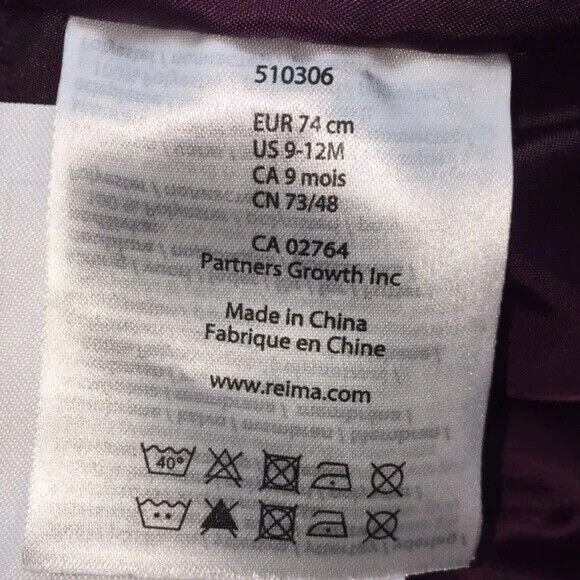 510306
EUR 74 cm
US 9-12M
CA 9 mois
CN 73/48
CA 02764
Partners Growth Inc
Made in China
Fabrique en Chine
www.reima.com
40°